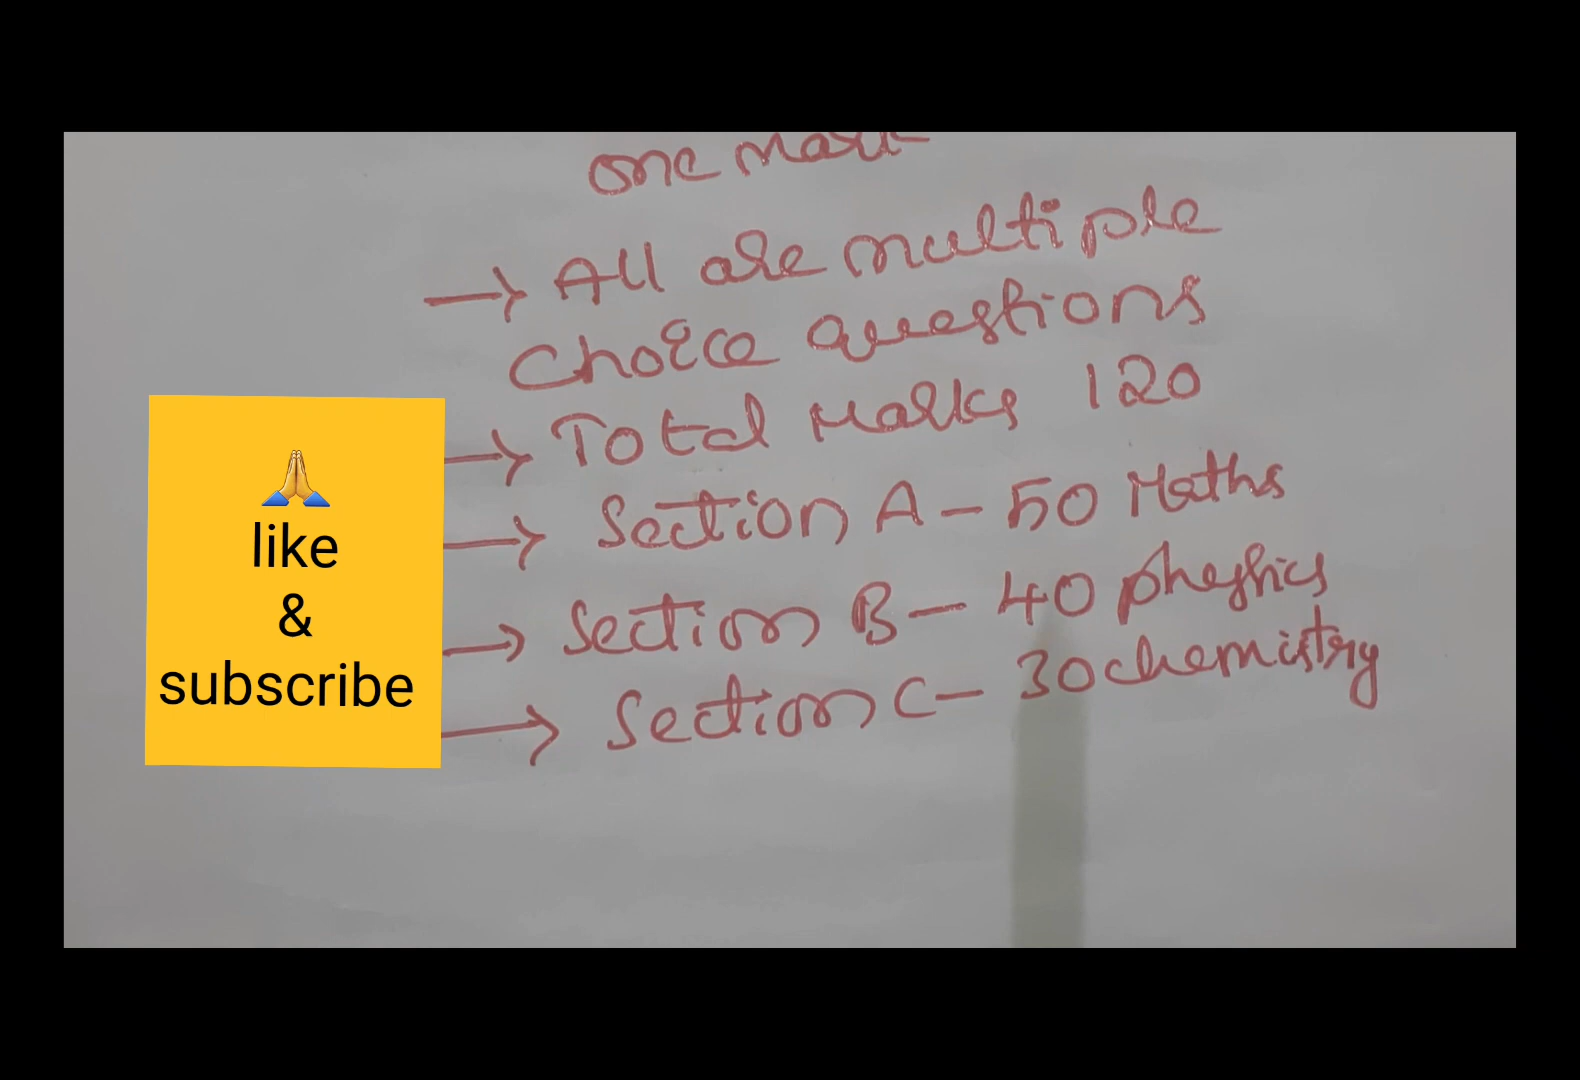 one mark
→ All are multiple
choice questions
→ Total Marks 120
→ Section A - 50 Maths
→ Section B - 40 physics
→ Section C - 30 chemistry
🙏
like
&
subscribe